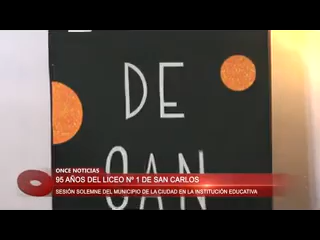 DE
SAN
ONCE NOTICIAS
95 AÑOS DEL LICEO Nº 1 DE SAN CARLOS
SESIÓN SOLEMNE DEL MUNICIPIO DE LA CIUDAD EN LA INSTITUCIÓN EDUCATIVA